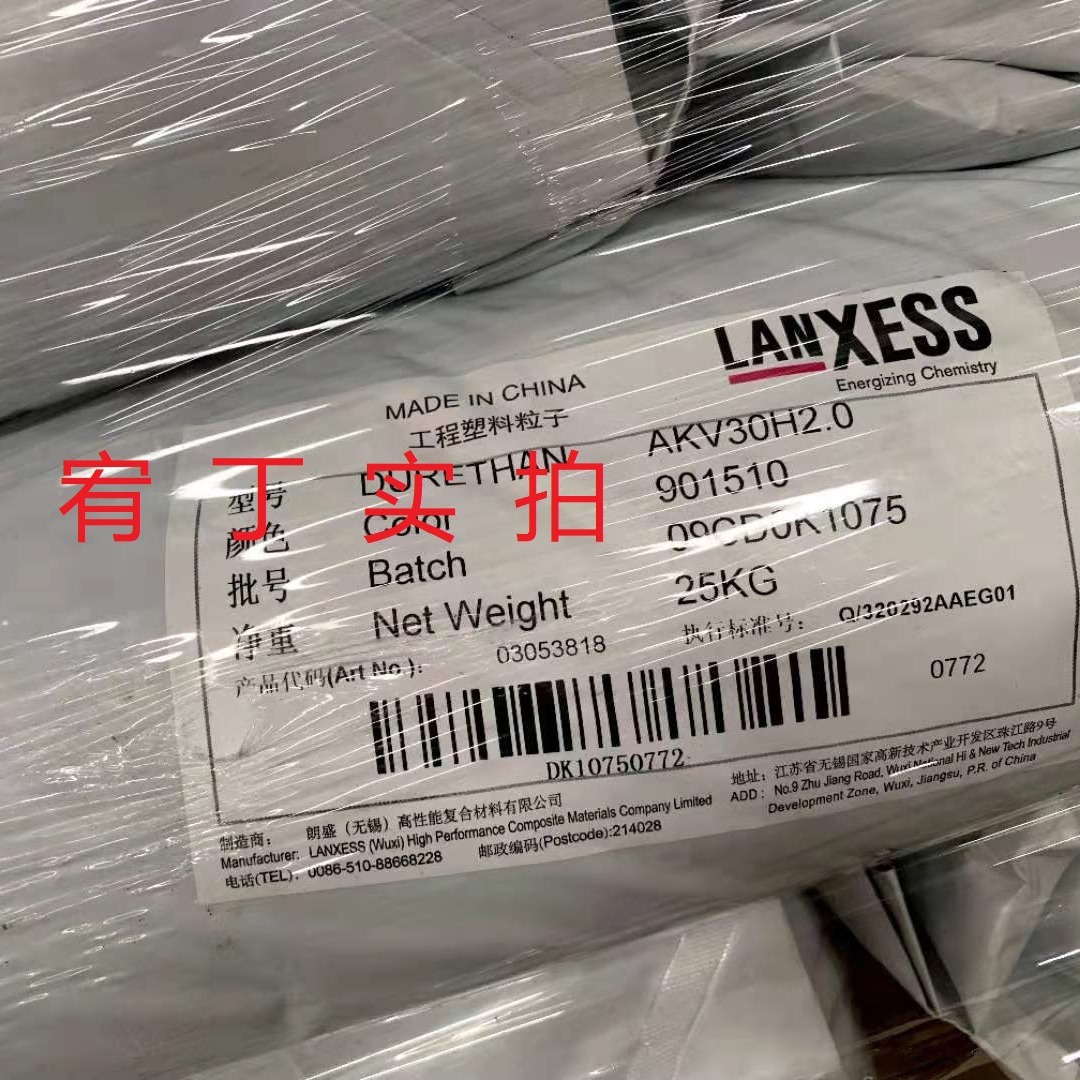 LANXESS
Energizing Chemistry
MADE IN CHINA
工程塑料粒子
型号 DURETHAN AKV30H2.0
颜色 Color 901510
批号 Batch 09CD0K1075
净重 Net Weight 25KG
产品代码(Art No.): 03053818 执行标准号: Q/320292AAEG01
0772
DK10750772
制造商: 朗盛(无锡)高性能复合材料有限公司
Manufacturer: LANXESS (Wuxi) High Performance Composite Materials Company Limited
电话(TEL): 0086-510-88668228 邮政编码(Postcode):214028
地址: 江苏省无锡国家高新技术产业开发区珠江路9号
ADD: No.9 Zhu Jiang Road, Wuxi National Hi & New Tech Industrial
Development Zone, Wuxi, Jiangsu, P.R. of China
宥丁实拍